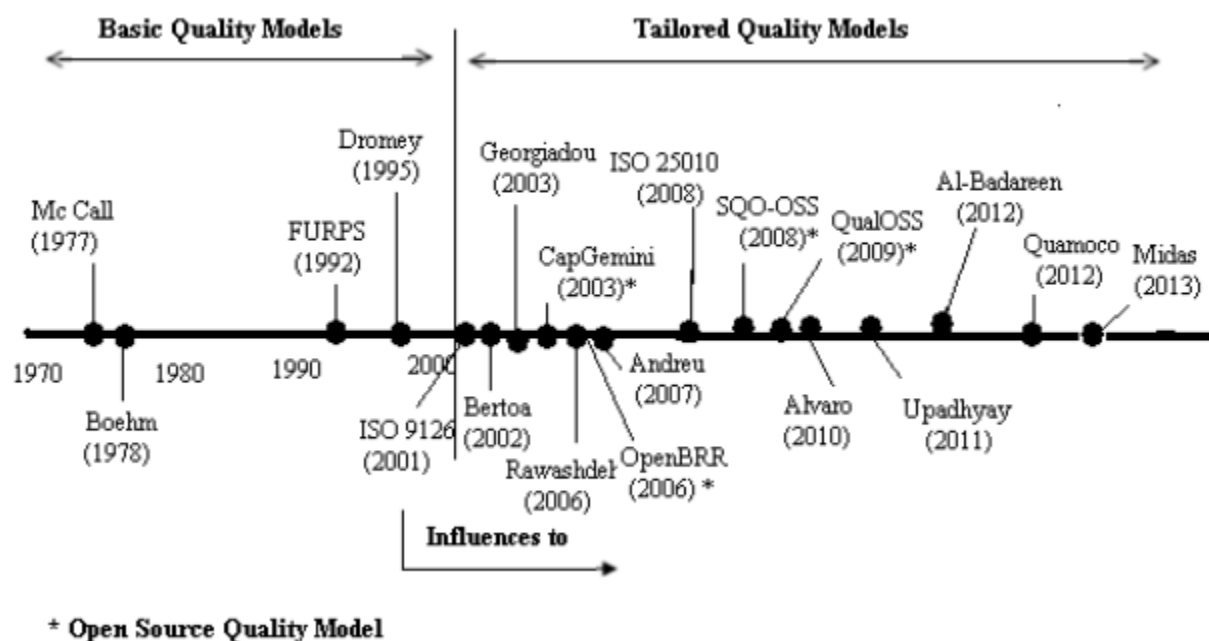 Basic Quality Models
Tailored Quality Models
Dromey
(1995)
Georgiadou
(2003)
ISO 25010
(2008)
Al-Badareen
(2012)
Mc Call
(1977)
FURPS
(1992)
SQO-OSS
(2008)*
QualOSS
(2009)*
CapGemini
(2003)*
Quamoco
(2012)
Midas
(2013)
1970
1980
1990
2000
Boehm
(1978)
ISO 9126
(2001)
Bertoa
(2002)
Rawashdeh
(2006)
OpenBRR
(2006) *
Andreu
(2007)
Alvaro
(2010)
Upadhyay
(2011)
Influences to
* Open Source Quality Model